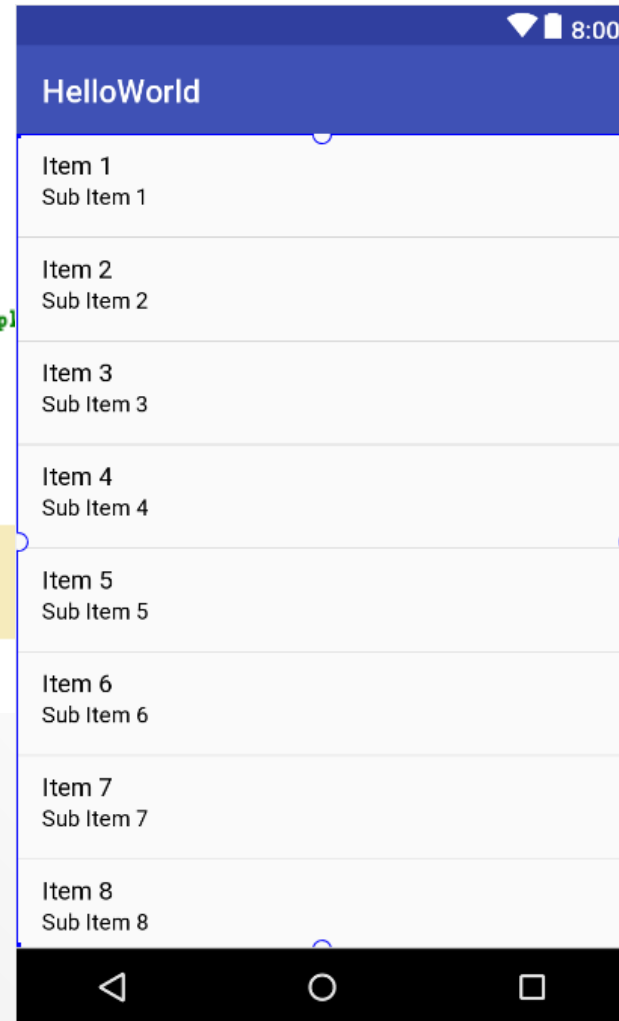 8:00
HelloWorld
Item 1
Sub Item 1
Item 2
Sub Item 2
pl
Item 3
Sub Item 3
Item 4
Sub Item 4
Item 5
Sub Item 5
Item 6
Sub Item 6
Item 7
Sub Item 7
Item 8
Sub Item 8